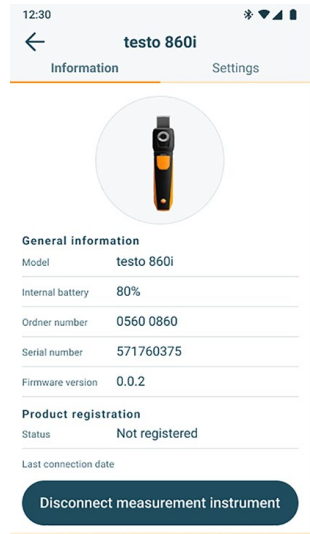 12:30
testo 860i
Information Settings
General information
Model testo 860i
Internal battery 80%
Ordner number 0560 0860
Serial number 571760375
Firmware version 0.0.2
Product registration
Status Not registered
Last connection date
Disconnect measurement instrument